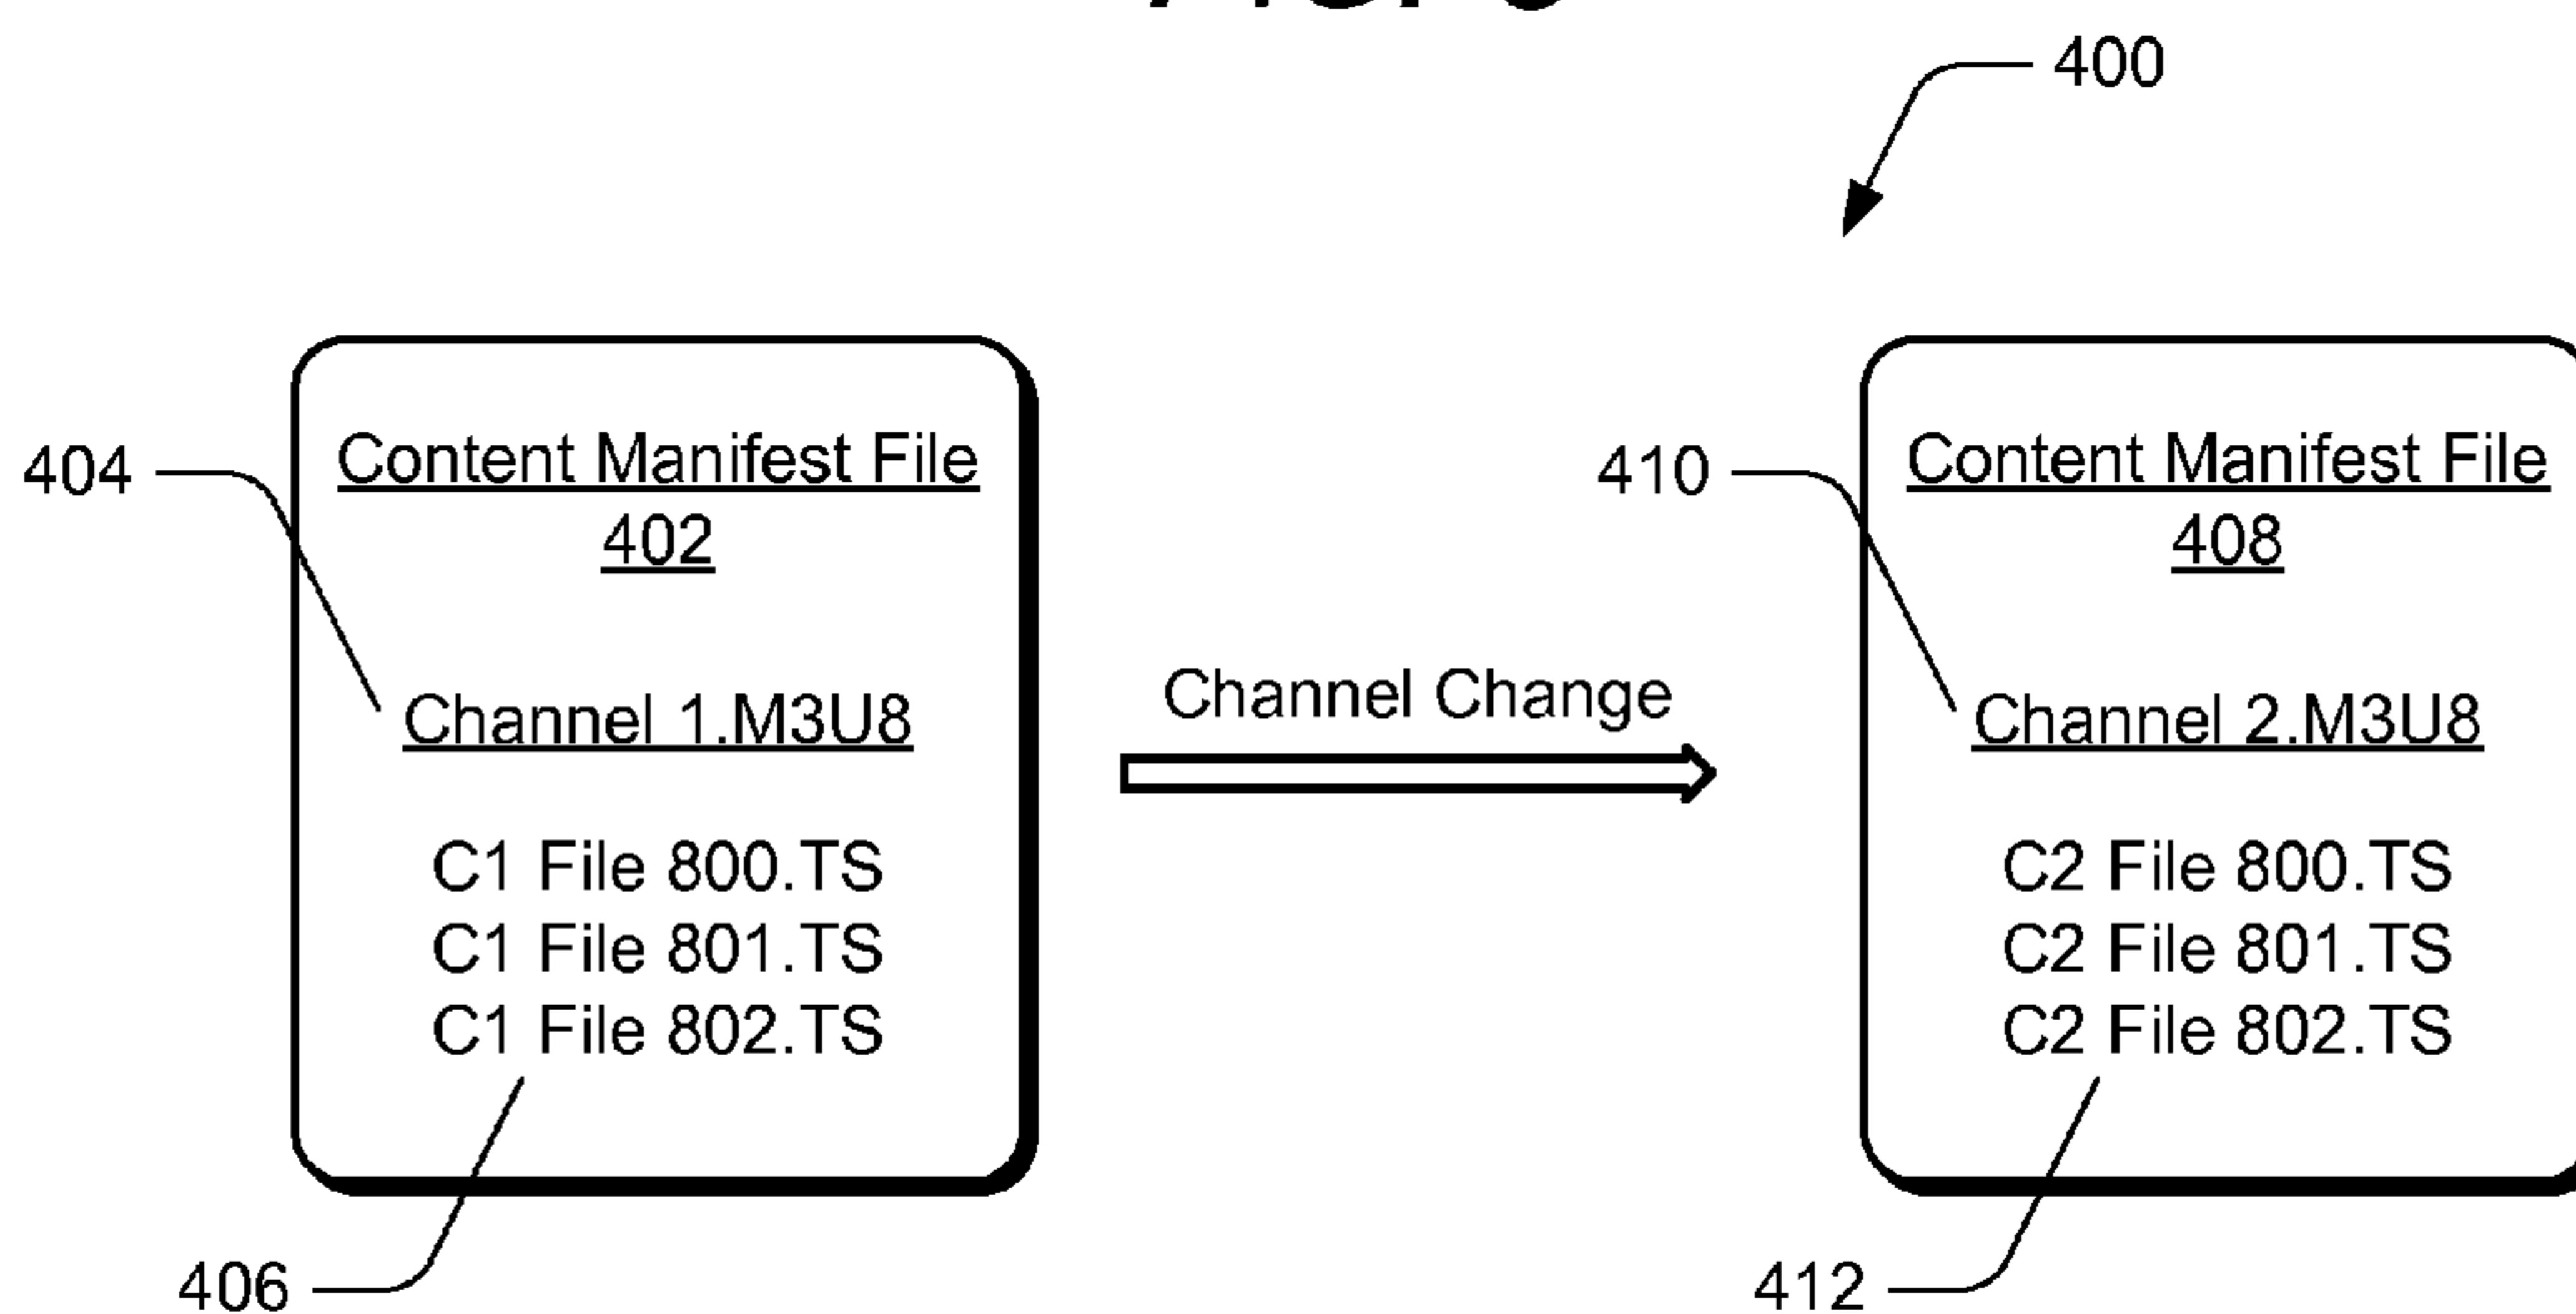 400
404
Content Manifest File
402
Channel 1.M3U8
C1 File 800.TS
C1 File 801.TS
C1 File 802.TS
406
Channel Change
410
Content Manifest File
408
Channel 2.M3U8
C2 File 800.TS
C2 File 801.TS
C2 File 802.TS
412